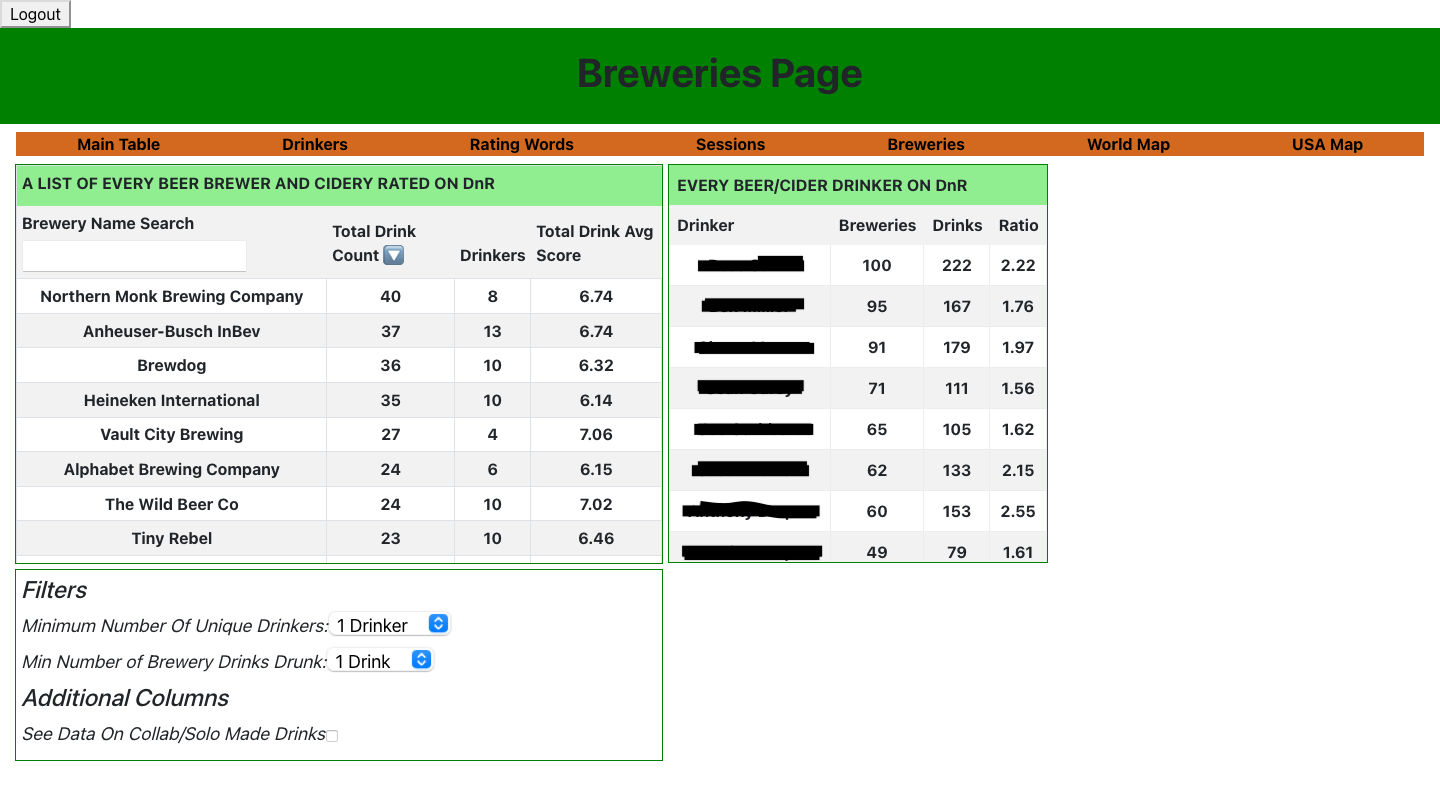 Logout
Breweries Page
Main Table Drinkers Rating Words Sessions Breweries World Map USA Map
A LIST OF EVERY BEER BREWER AND CIDERY RATED ON DnR
Brewery Name Search
Total Drink
Count
Drinkers
Total Drink Avg
Score
Northern Monk Brewing Company 40 8 6.74
Anheuser-Busch InBev 37 13 6.74
Brewdog 36 10 6.32
Heineken International 35 10 6.14
Vault City Brewing 27 4 7.06
Alphabet Brewing Company 24 6 6.15
The Wild Beer Co 24 10 7.02
Tiny Rebel 23 10 6.46
EVERY BEER/CIDER DRINKER ON DnR
Drinker Breweries Drinks Ratio
100 222 2.22
95 167 1.76
91 179 1.97
71 111 1.56
65 105 1.62
62 133 2.15
60 153 2.55
49 79 1.61
Filters
Minimum Number Of Unique Drinkers: 1 Drinker
Min Number of Brewery Drinks Drunk: 1 Drink
Additional Columns
See Data On Collab/Solo Made Drinks